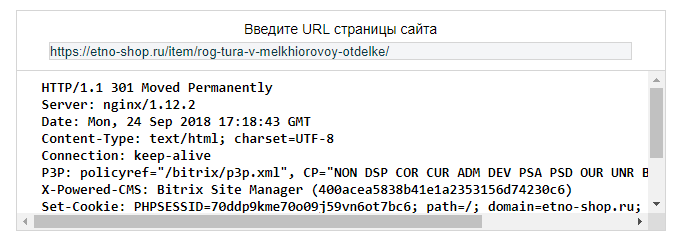 Введите URL страницы сайта
https://etno-shop.ru/item/rog-tura-v-melkhiorovoy-otdelke/
HTTP/1.1 301 Moved Permanently
Server: nginx/1.12.2
Date: Mon, 24 Sep 2018 17:18:43 GMT
Content-Type: text/html; charset=UTF-8
Connection: keep-alive
P3P: policyref="/bitrix/p3p.xml", CP="NON DSP COR CUR ADM DEV PSA PSD OUR UNR B
X-Powered-CMS: Bitrix Site Manager (400acea5838b41e1a2353156d74230c6)
Set-Cookie: PHPSESSID=70ddp9kme70o09j59vn6ot7bc6; path=/; domain=etno-shop.ru;